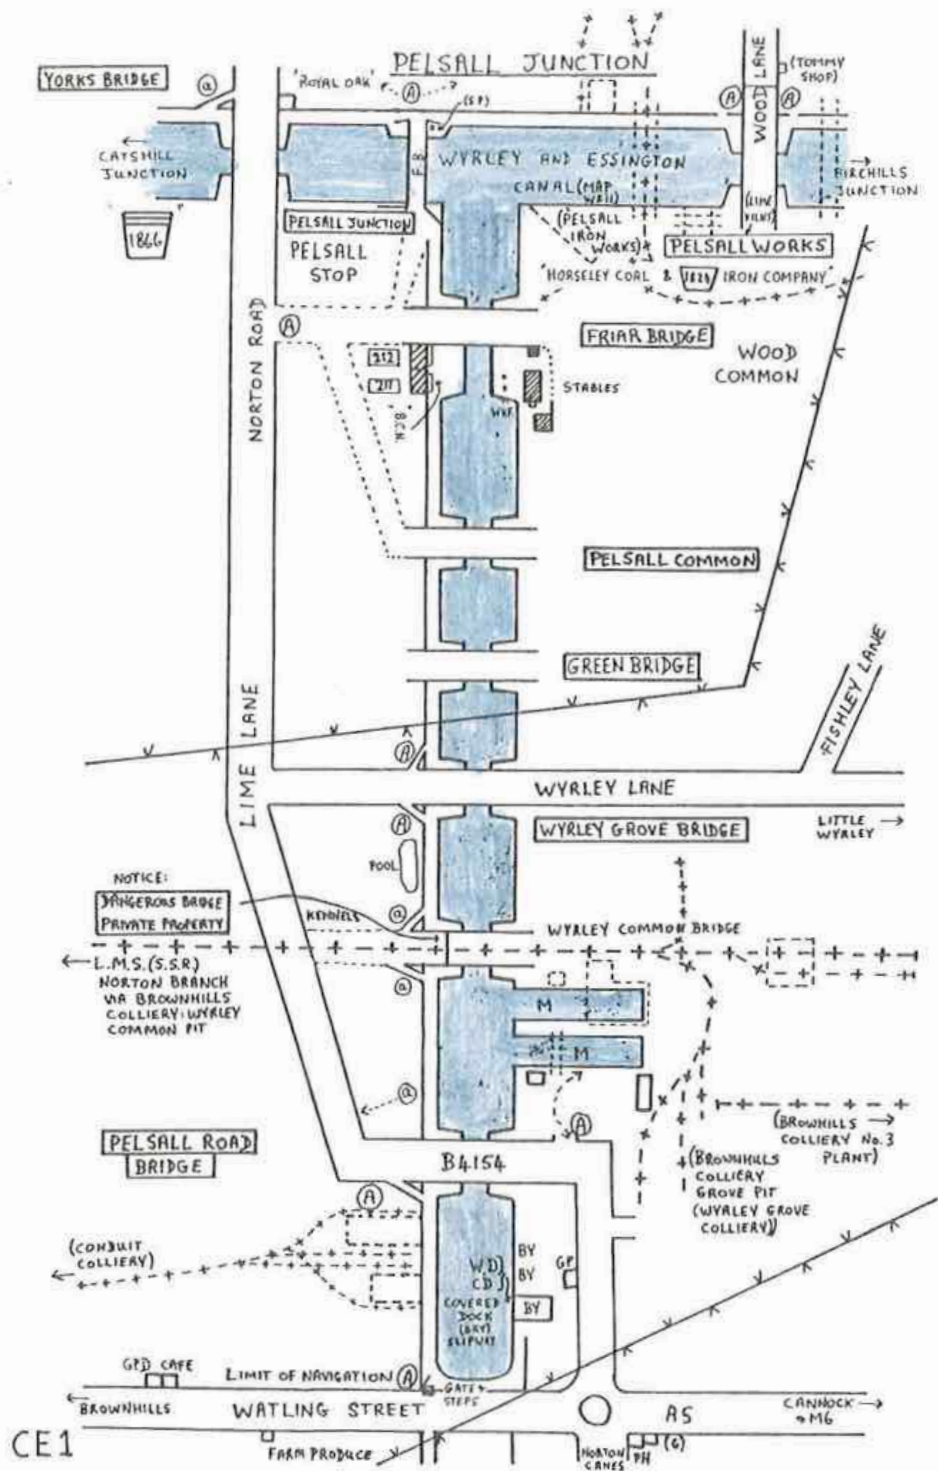 PELSALL JUNCTION
YORKS BRIDGE
a
'ROYAL OAK'
A
(S.P.)
WOOD LANE
(TOMMY
SHOP)
A
A
CATSHILL
JUNCTION
F.B.
WYRLEY AND ESSINGTON
CANAL (MAP
BIRCHILLS
JUNCTION
1866
PELSALL JUNCTION
PELSALL
STOP
(PELSALL
IRON
WORKS)
(LIME
KILNS)
PELSALL WORKS
'HORSELEY COAL & 1824 IRON COMPANY'
NORTON ROAD
A
FRIAR BRIDGE
WOOD
COMMON
212
211
"B.C.N."
STABLES
PELSALL COMMON
GREEN BRIDGE
FISHLEY LANE
LIME LANE
A
WYRLEY LANE
LITTLE
WYRLEY
A
WYRLEY GROVE BRIDGE
POOL
NOTICE:
DANGEROUS BRIDGE
PRIVATE PROPERTY
KENNELS
a
WYRLEY COMMON BRIDGE
L.M.S. (S.S.R.)
NORTON BRANCH
VIA BROWNHILLS
COLLIERY: WYRLEY
COMMON PIT
a
M
M
a
A
(BROWNHILLS
COLLIERY No. 3
PLANT)
PELSALL ROAD
BRIDGE
B4154
(BROWNHILLS
COLLIERY
GROVE PIT
(WYRLEY GROVE
COLLIERY))
A
(CONDUIT
COLLIERY)
W.D)
C.D)
COVERED
DOCK
(DRY)
SLIPWAY
BY
BY
BY
GP
GPD CAFE
LIMIT OF NAVIGATION
A
GATE &
STEPS
BROWNHILLS
WATLING STREET
A5
CANNOCK
& M6
CE1
FARM PRODUCE
NORTON
CANES
PH
(G)